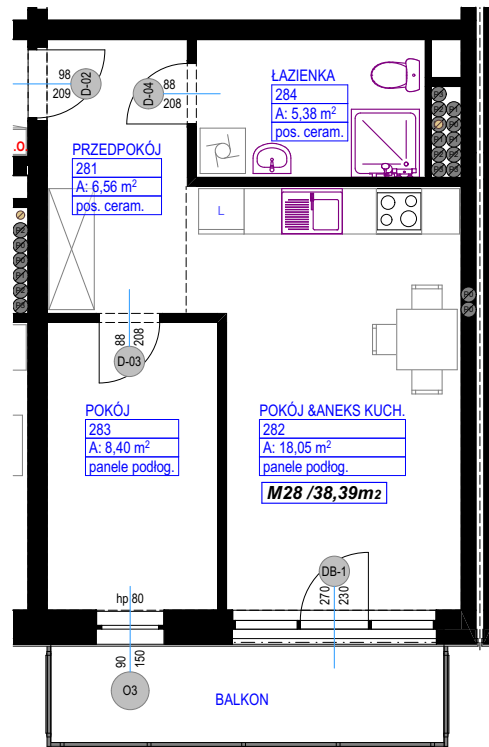 98
209
D-02
D-04
88
208
ŁAZIENKA
284
A: 5,38 m²
pos. ceram.
.O.
PRZEDPOKÓJ
281
A: 6,56 m²
pos. ceram.
L
88
208
D-03
POKÓJ
283
A: 8,40 m²
panele podłog.
POKÓJ &ANEKS KUCH.
282
A: 18,05 m²
panele podłog.
M28 /38,39m2
DB-1
270
230
hp 80
90
150
O3
BALKON